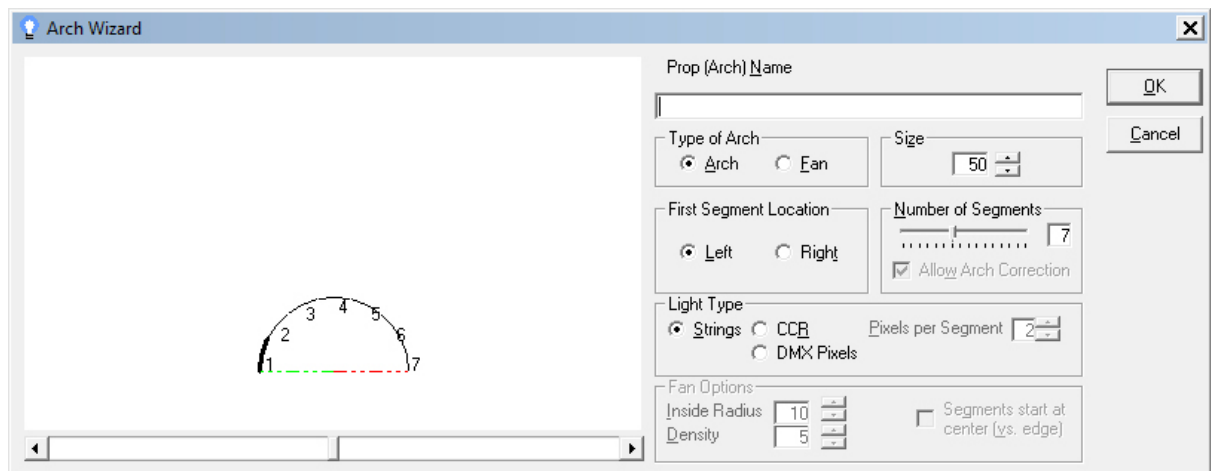 Arch Wizard
Prop (Arch) Name
OK
Cancel
Type of Arch
Arch Fan
Size
50
First Segment Location
Left Right
Number of Segments
7
Allow Arch Correction
Light Type
Strings CCR Pixels per Segment 2
DMX Pixels
Fan Options
Inside Radius 10
Density 5
Segments start at
center (vs. edge)
1 2 3 4 5 6 7